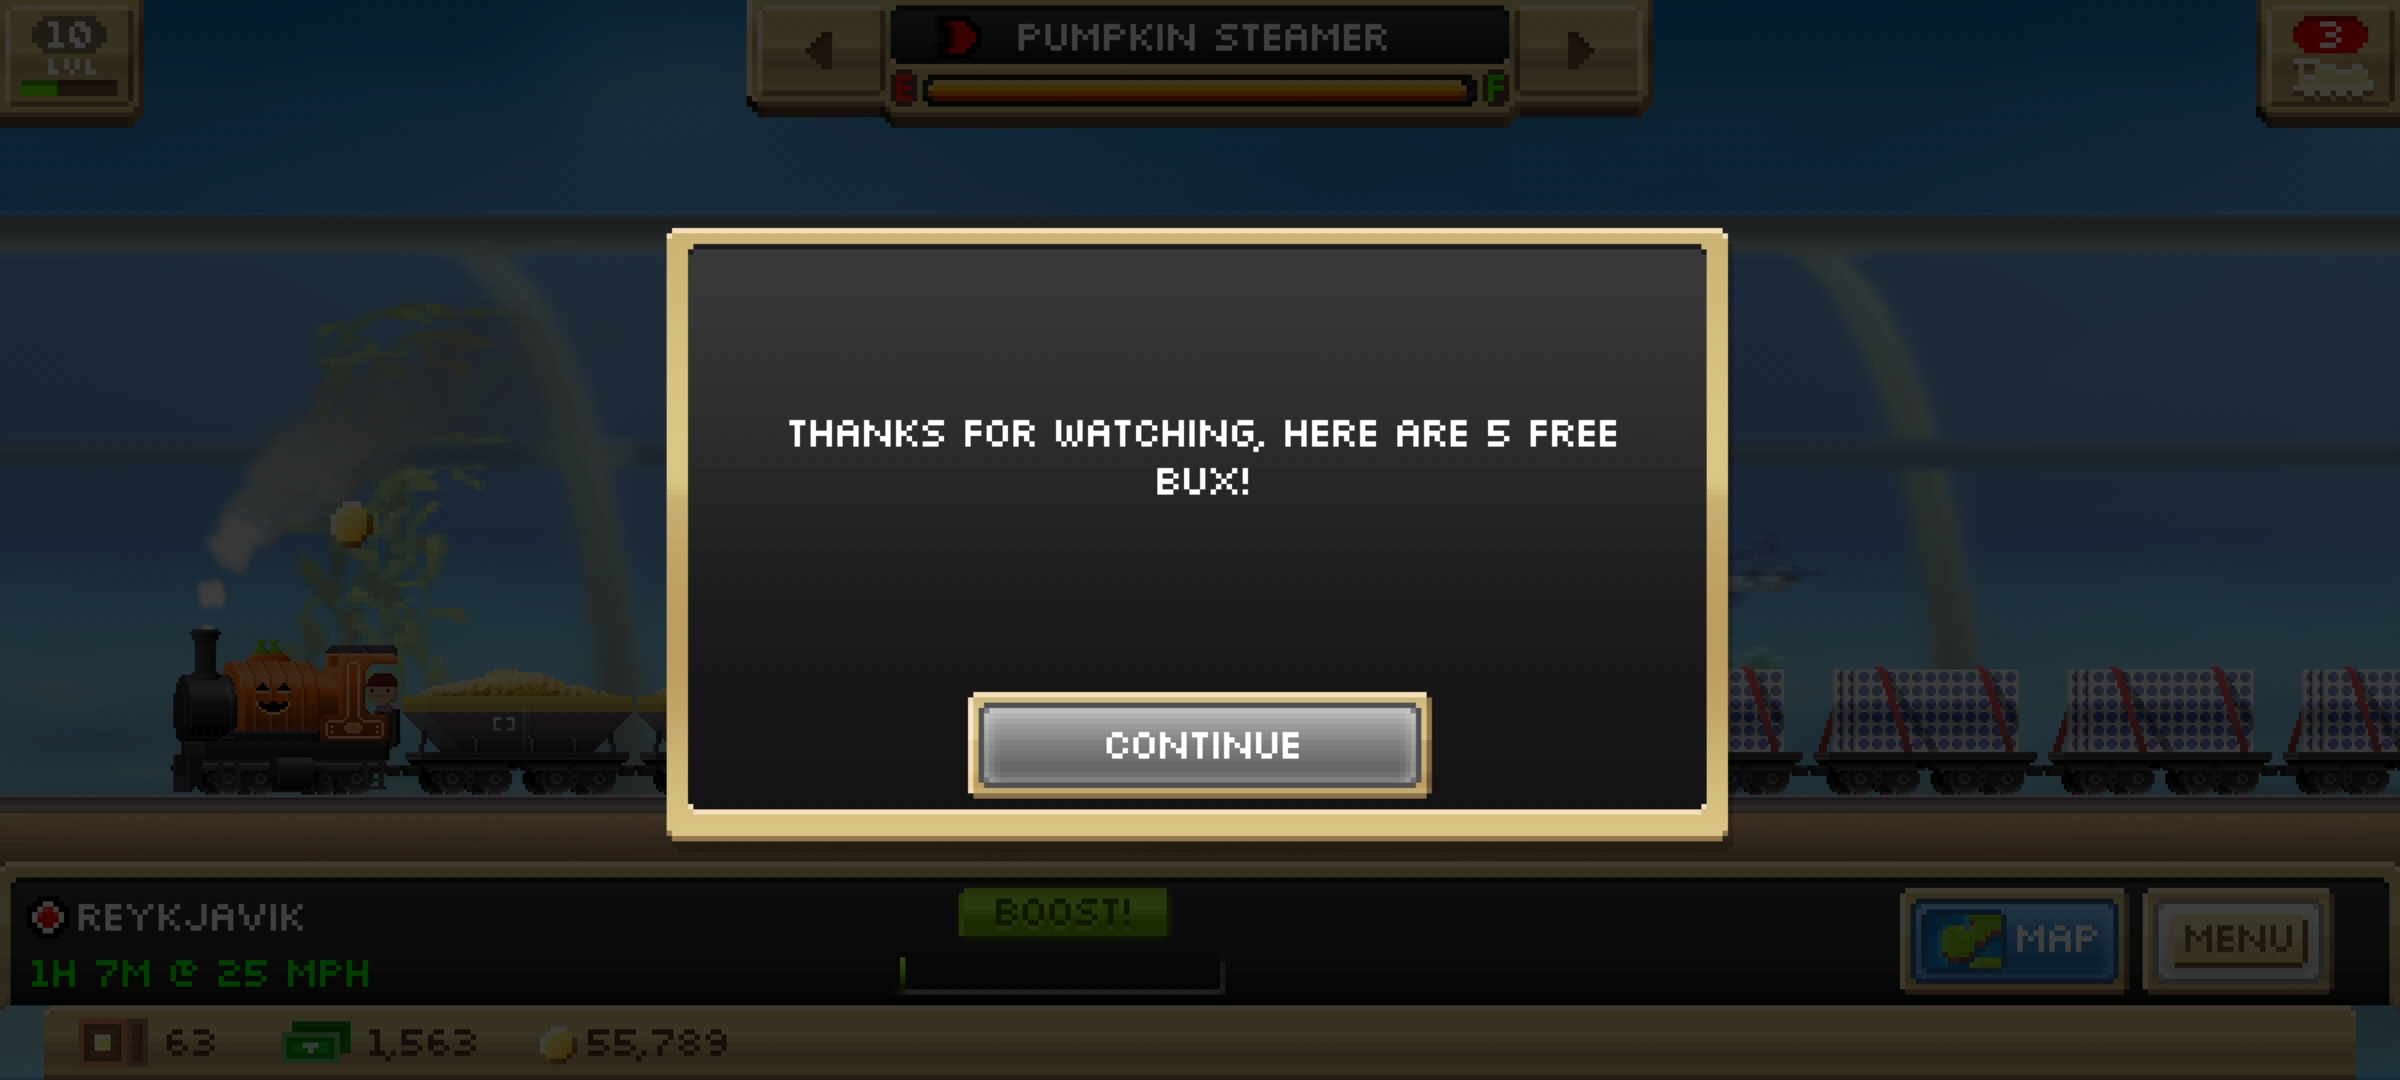 10
LVL
PUMPKIN STEAMER
E F
3
THANKS FOR WATCHING, HERE ARE 5 FREE
BUX!
CONTINUE
REYKJAVIK
1H 7M @ 25 MPH
BOOST!
MAP
MENU
63 1,563 55,789